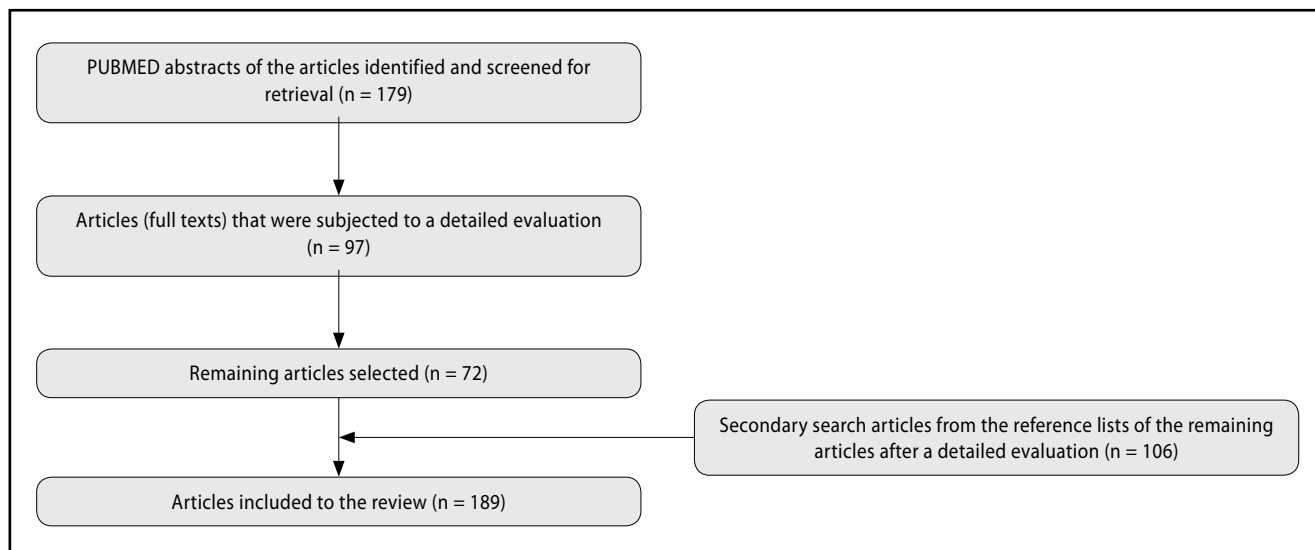 PUBMED abstracts of the articles identified and screened for
retrieval (n = 179)
Articles (full texts) that were subjected to a detailed evaluation
(n = 97)
Remaining articles selected (n = 72)
Secondary search articles from the reference lists of the remaining
articles after a detailed evaluation (n = 106)
Articles included to the review (n = 189)